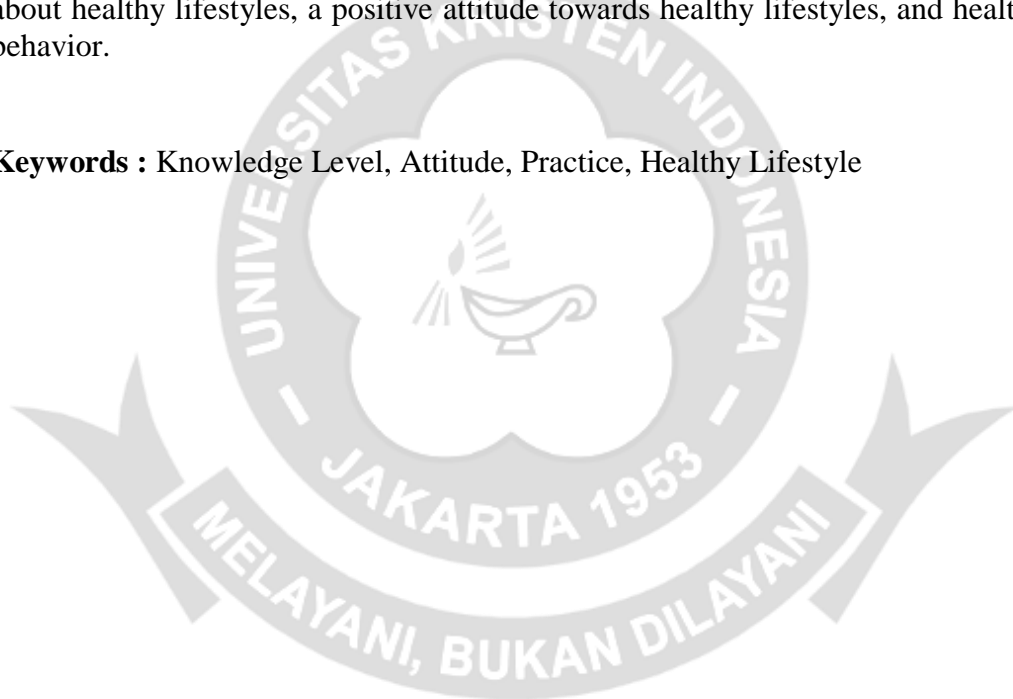 about healthy lifestyles, a positive attitude towards healthy lifestyles, and healt
behavior.
Keywords : Knowledge Level, Attitude, Practice, Healthy Lifestyle
UNIVERSITAS KRISTEN INDONESIA
- JAKARTA 1953 -
MELAYANI, BUKAN DILAYANI